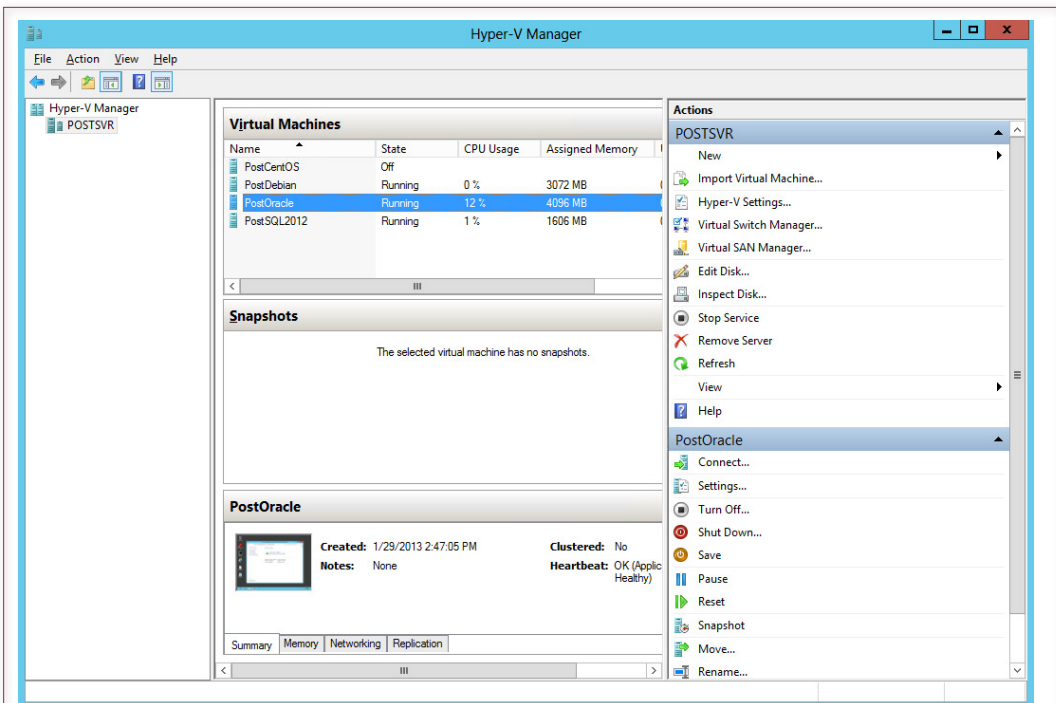 Hyper-V Manager
File Action View Help
Hyper-V Manager
POSTSVR
Virtual Machines
Name State CPU Usage Assigned Memory
PostCentOS Off
PostDebian Running 0 % 3072 MB
PostOracle Running 12 % 4096 MB
PostSQL2012 Running 1 % 1606 MB
Snapshots
The selected virtual machine has no snapshots.
PostOracle
Created: 1/29/2013 2:47:05 PM Clustered: No
Notes: None Heartbeat: OK (Applic
Healthy)
Summary Memory Networking Replication
Actions
POSTSVR
New
Import Virtual Machine...
Hyper-V Settings...
Virtual Switch Manager...
Virtual SAN Manager...
Edit Disk...
Inspect Disk...
Stop Service
Remove Server
Refresh
View
Help
PostOracle
Connect...
Settings...
Turn Off...
Shut Down...
Save
Pause
Reset
Snapshot
Move...
Rename...